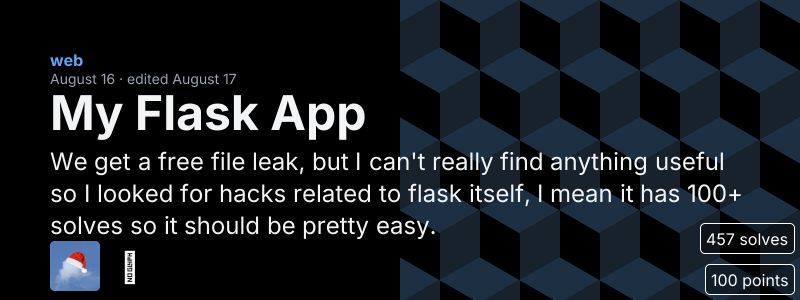 web
August 16 · edited August 17
My Flask App
We get a free file leak, but I can't really find anything useful
so I looked for hacks related to flask itself, I mean it has 100+
solves so it should be pretty easy.
NO GLYPH
457 solves
100 points